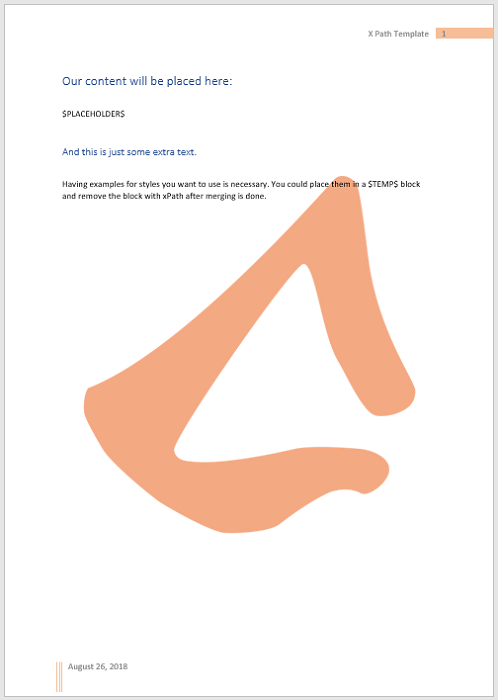 X Path Template 1
Our content will be placed here:
$PLACEHOLDER$
And this is just some extra text.
Having examples for styles you want to use is necessary. You could place them in a $TEMP$ block
and remove the block with xPath after merging is done.
August 26, 2018